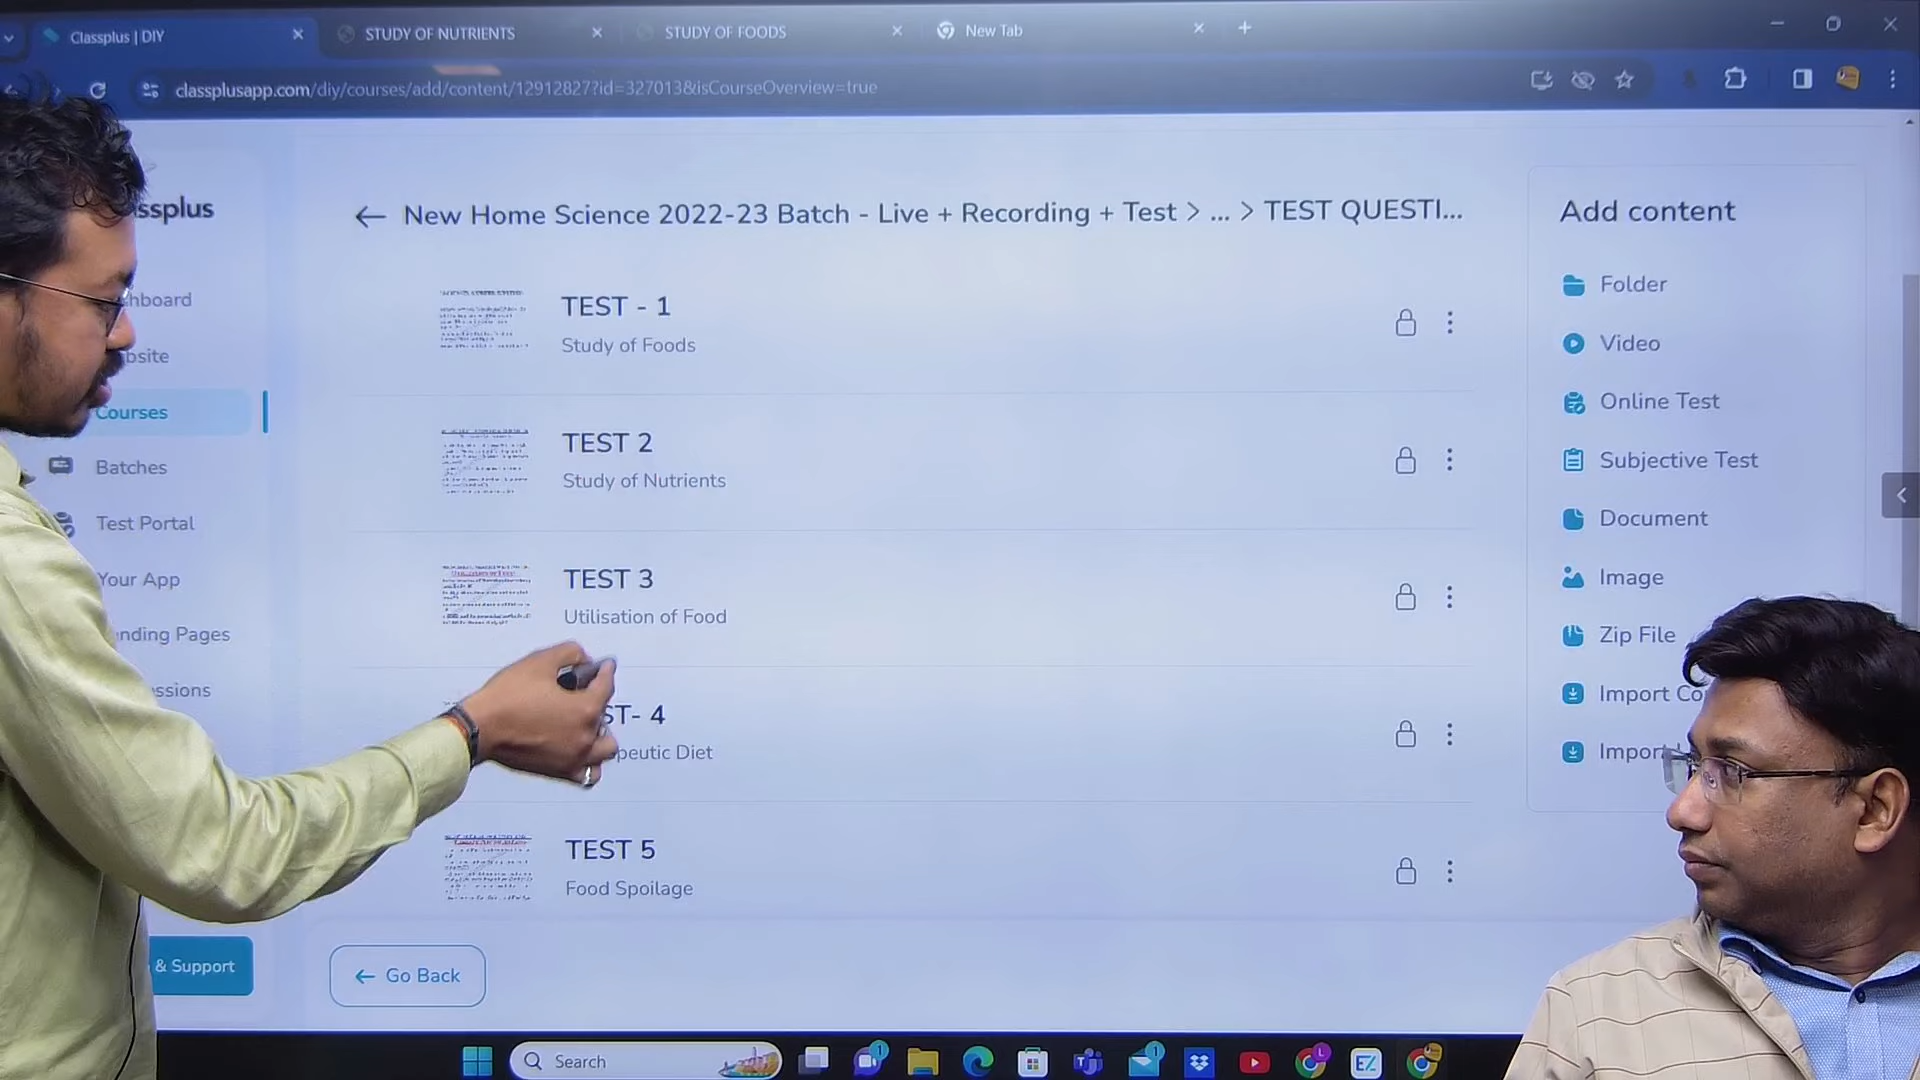 Classplus | DIY
STUDY OF NUTRIENTS
STUDY OF FOODS
New Tab
classplusapp.com/diy/courses/add/content/12912827?id=327013&isCourseOverview=true
ssplus
hboard
bsite
Courses
Batches
Test Portal
Your App
nding Pages
ssions
& Support
New Home Science 2022-23 Batch - Live + Recording + Test > ... > TEST QUESTI...
TEST - 1
Study of Foods
TEST 2
Study of Nutrients
TEST 3
Utilisation of Food
ST- 4
peutic Diet
TEST 5
Food Spoilage
Go Back
Add content
Folder
Video
Online Test
Subjective Test
Document
Image
Zip File
Import Co
Import
Search
1
1
L
EZ